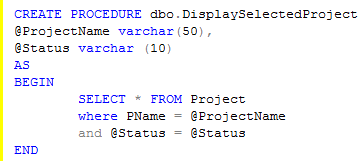 CREATE PROCEDURE dbo.DisplaySelectedProject
@ProjectName varchar(50),
@Status varchar (10)
AS
BEGIN
SELECT * FROM Project
where PName = @ProjectName
and @Status = @Status
END